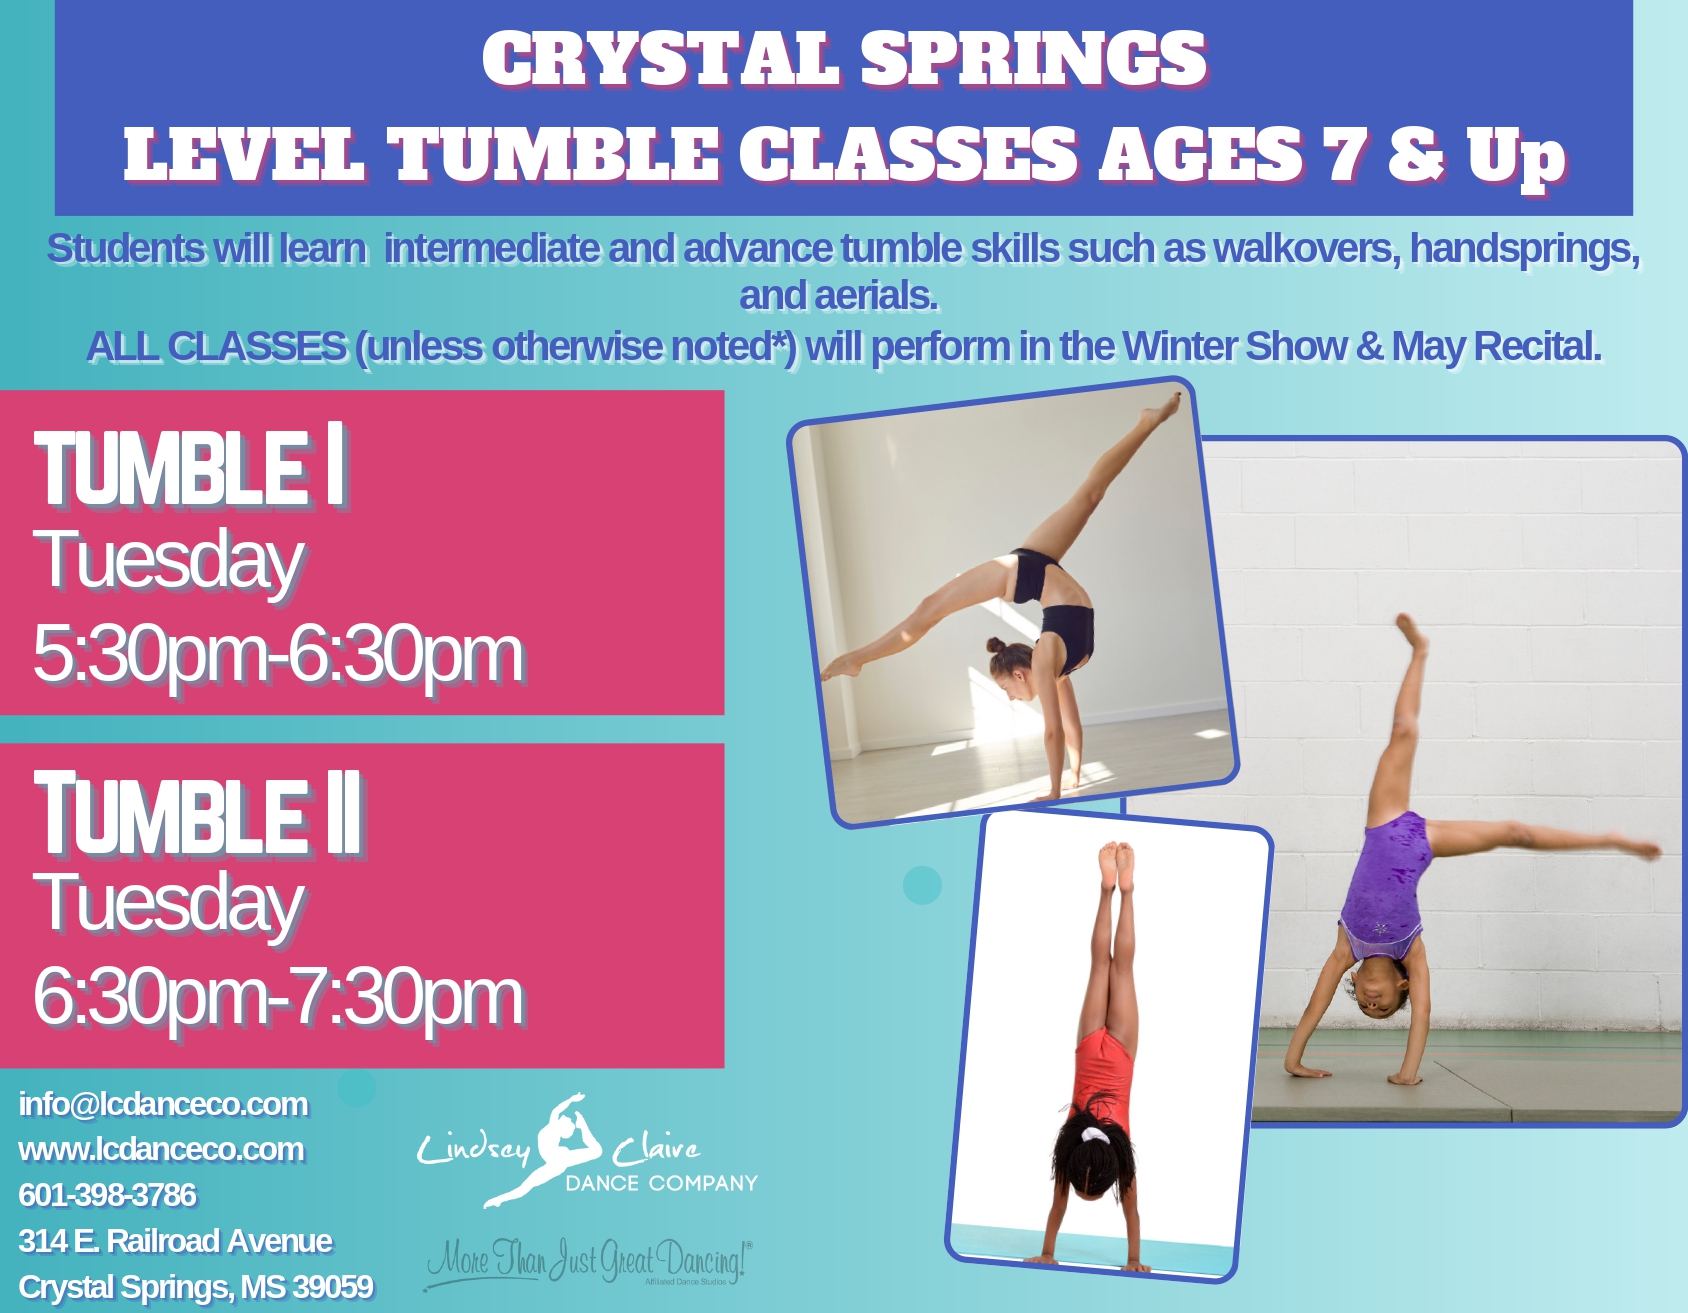 CRYSTAL SPRINGS
LEVEL TUMBLE CLASSES AGES 7 & Up
Students will learn intermediate and advance tumble skills such as walkovers, handsprings,
and aerials.
ALL CLASSES (unless otherwise noted*) will perform in the Winter Show & May Recital.
TUMBLE I
Tuesday
5:30pm-6:30pm
TUMBLE II
Tuesday
6:30pm-7:30pm
info@lcdanceco.com
www.lcdanceco.com
601-398-3786
314 E. Railroad Avenue
Crystal Springs, MS 39059
Lindsey Claire
DANCE COMPANY
More Than Just Great Dancing!®
Affiliated Dance Studios